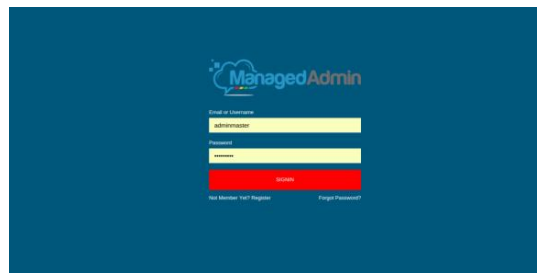 ManagedAdmin
Email or Username
adminmaster
Password
•••••••••
SIGNIN
Not Member Yet? Register Forgot Password?